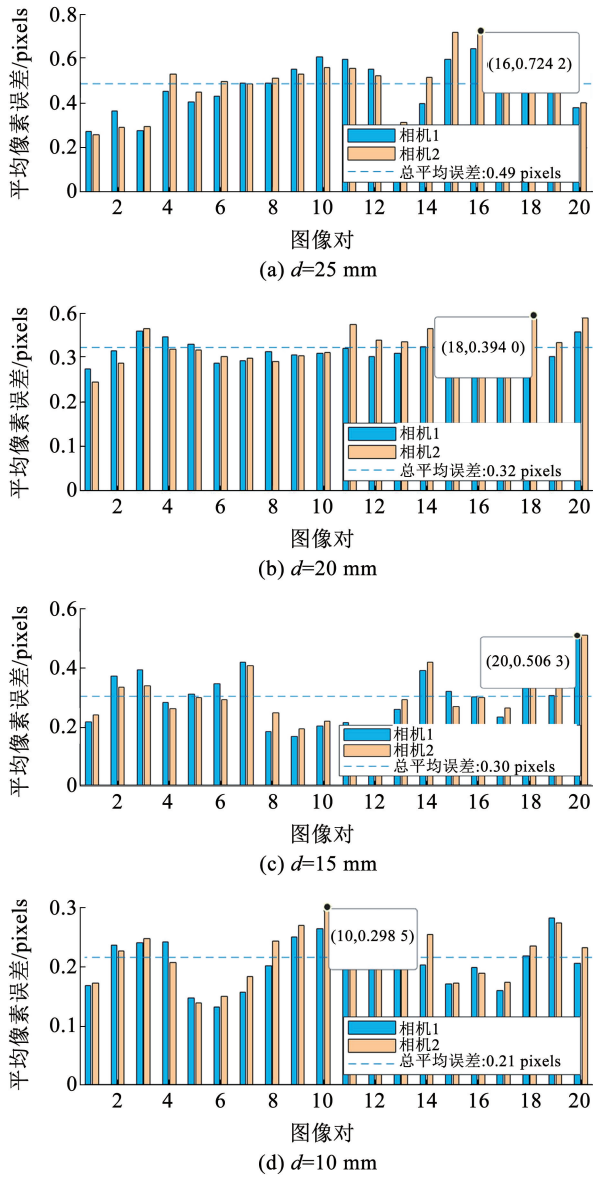 平均像素误差/pixels
0.8
0.6
0.4
0.2
0
(16,0.724 2)
相机1
相机2
总平均误差:0.49 pixels
2 4 6 8 10 12 14 16 18 20
图像对
(a) d=25 mm
平均像素误差/pixels
0.6
0.3
0.2
0.1
0
(18,0.394 0)
相机1
相机2
总平均误差:0.32 pixels
2 4 6 8 10 12 14 16 18 20
图像对
(b) d=20 mm
平均像素误差/pixels
0.6
0.4
0.2
0
(20,0.506 3)
相机1
相机2
总平均误差:0.30 pixels
2 4 6 8 10 12 14 16 18 20
图像对
(c) d=15 mm
平均像素误差/pixels
0.3
0.2
0.1
0
(10,0.298 5)
相机1
相机2
总平均误差:0.21 pixels
2 4 6 8 10 12 14 16 18 20
图像对
(d) d=10 mm